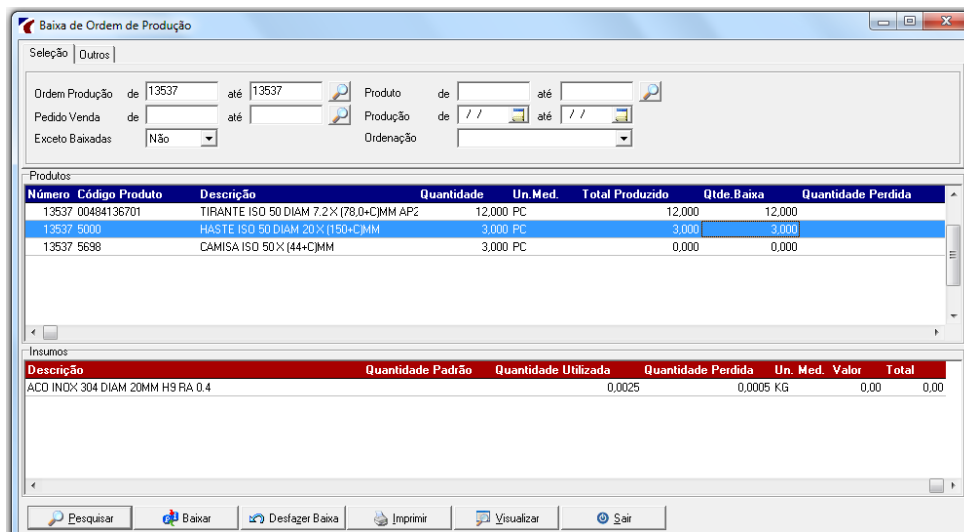 Baixa de Ordem de Produção
Seleção Outros
Ordem Produção de 13537 até 13537 Produto de até
Pedido Venda de até Produção de / / até / /
Exceto Baixadas Não Ordenação
Produtos
Número Código Produto Descrição Quantidade Un.Med. Total Produzido Qtde.Baixa Quantidade Perdida
13537 00484136701 TIRANTE ISO 50 DIAM 7.2 X (78,0+C)MM AP2 12,000 PC 12,000 12,000
13537 5000 HASTE ISO 50 DIAM 20 X (150+C)MM 3,000 PC 3,000 3,000
13537 5698 CAMISA ISO 50 X (44+C)MM 3,000 PC 0,000 0,000
Insumos
Descrição Quantidade Padrão Quantidade Utilizada Quantidade Perdida Un. Med. Valor Total
ACO INOX 304 DIAM 20MM H9 RA 0.4 0,0025 0,0005 KG 0,00 0,00
Pesquisar Baixar Desfazer Baixa Imprimir Visualizar Sair